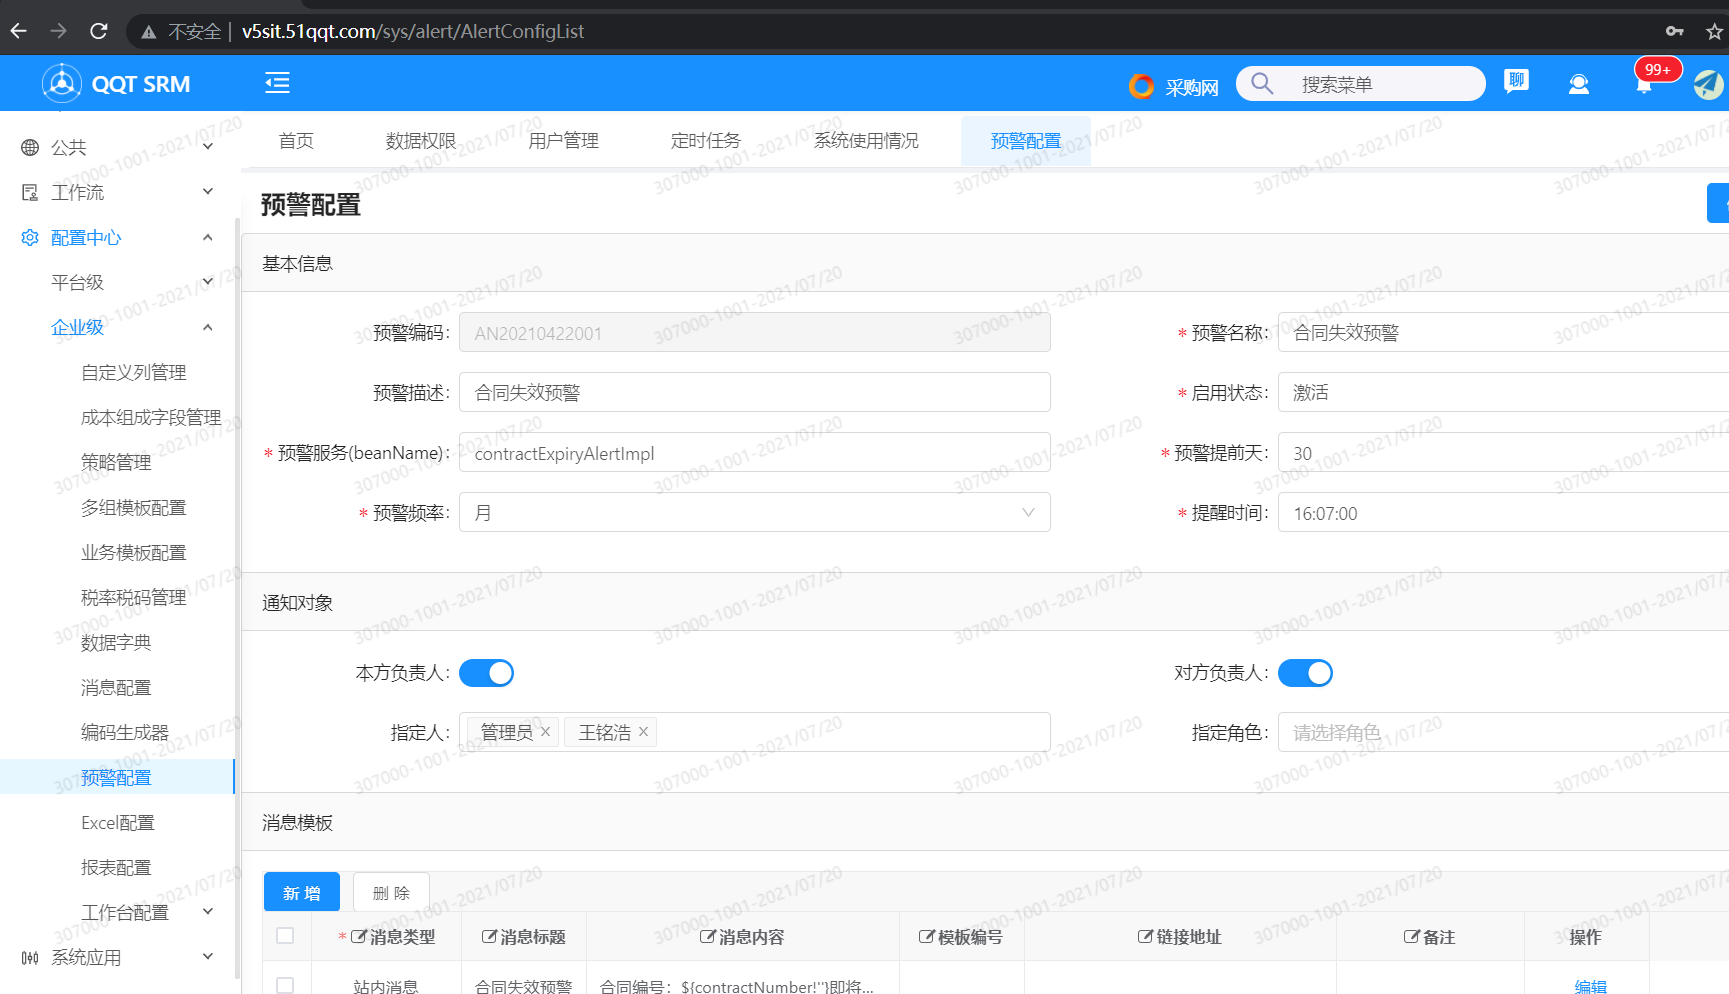 不安全 | v5sit.51qqt.com/sys/alert/AlertConfigList
QQT SRM
采购网
搜索菜单
聊
99+
公共
工作流
配置中心
平台级
企业级
自定义列管理
成本组成字段管理
策略管理
多组模板配置
业务模板配置
税率税码管理
数据字典
消息配置
编码生成器
预警配置
Excel配置
报表配置
工作台配置
系统应用
首页 数据权限 用户管理 定时任务 系统使用情况 预警配置
预警配置
基本信息
预警编码: AN20210422001 * 预警名称: 合同失效预警
预警描述: 合同失效预警 * 启用状态: 激活
* 预警服务(beanName): contractExpiryAlertImpl * 预警提前天: 30
* 预警频率: 月 * 提醒时间: 16:07:00
通知对象
本方负责人: 对方负责人:
指定人: 管理员 × 王铭浩 × 指定角色: 请选择角色
消息模板
新 增 删 除
* 消息类型 消息标题 消息内容 模板编号 链接地址 备注 操作
站内消息 合同失效预警 合同编号：${contractNumber!''}即将... 编辑
307000-1001-2021/07/20